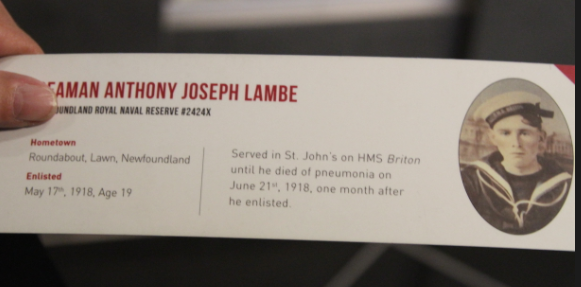 EAMAN ANTHONY JOSEPH LAMBE
OUNDLAND ROYAL NAVAL RESERVE #2424X
Hometown
Roundabout, Lawn, Newfoundland
Enlisted
May 17th, 1918, Age 19
Served in St. John's on HMS Briton
until he died of pneumonia on
June 21st, 1918, one month after
he enlisted.